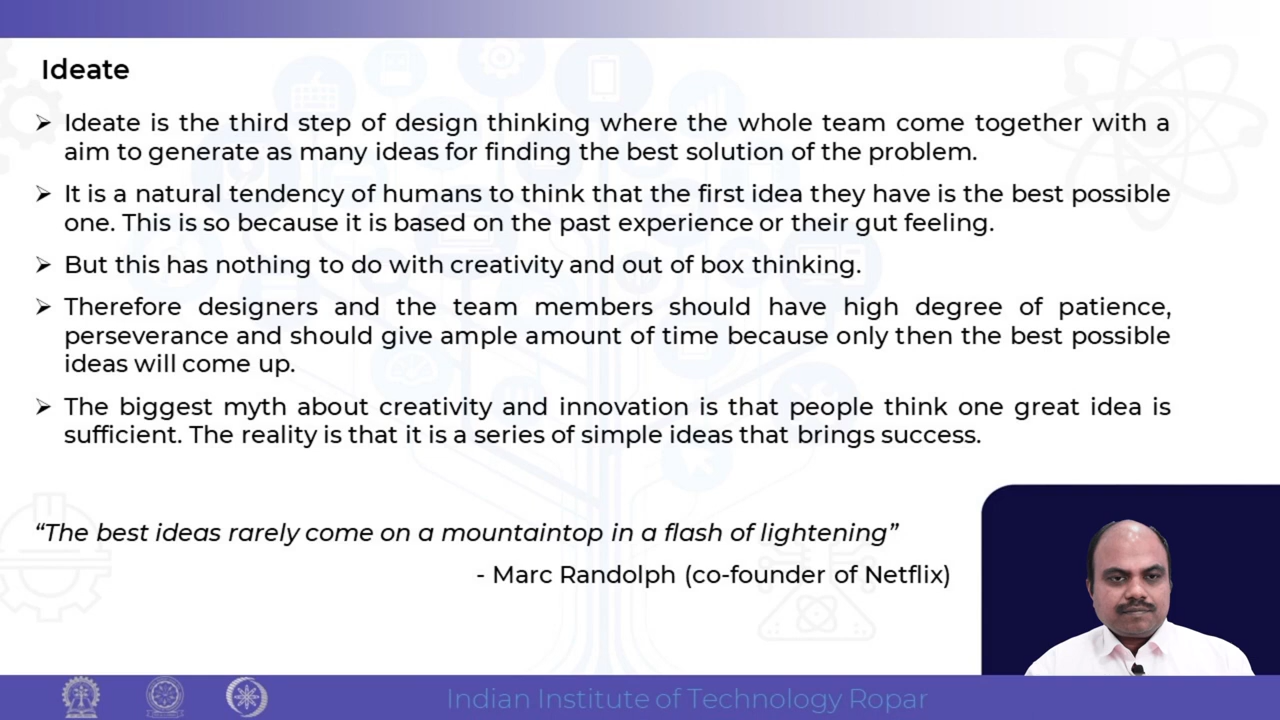 Ideate
➢ Ideate is the third step of design thinking where the whole team come together with a
aim to generate as many ideas for finding the best solution of the problem.
➢ It is a natural tendency of humans to think that the first idea they have is the best possible
one. This is so because it is based on the past experience or their gut feeling.
➢ But this has nothing to do with creativity and out of box thinking.
➢ Therefore designers and the team members should have high degree of patience,
perseverance and should give ample amount of time because only then the best possible
ideas will come up.
➢ The biggest myth about creativity and innovation is that people think one great idea is
sufficient. The reality is that it is a series of simple ideas that brings success.
“The best ideas rarely come on a mountaintop in a flash of lightening”
- Marc Randolph (co-founder of Netflix)
Indian Institute of Technology Ropar